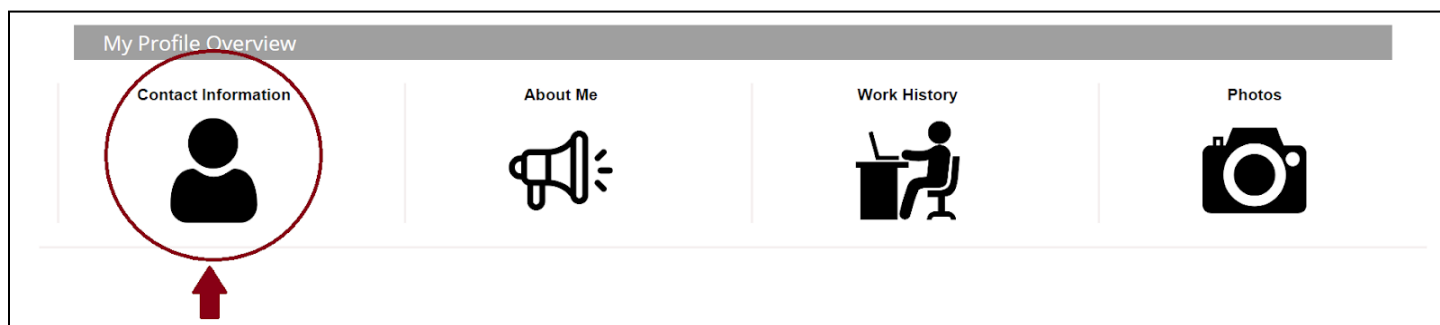 My Profile Overview
Contact Information
About Me
Work History
Photos